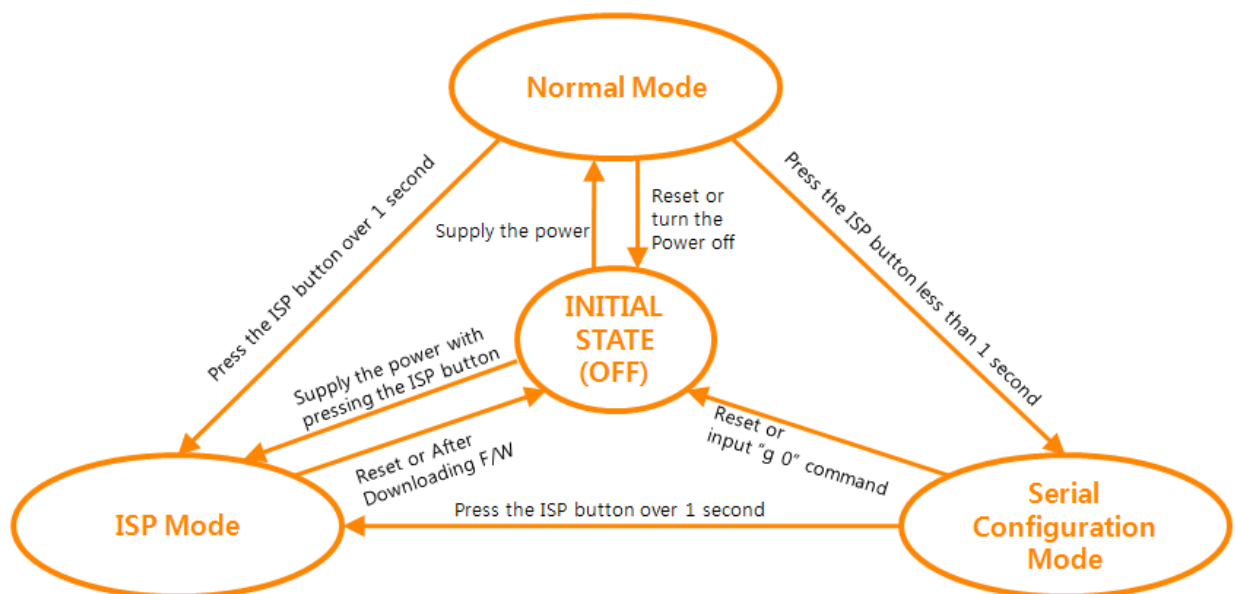 Normal Mode
Press the ISP button over 1 second
Supply the power
Reset or
turn the
Power off
Press the ISP button less than 1 second
INITIAL
STATE
(OFF)
Supply the power with
pressing the ISP button
Reset or After
Downloading F/W
Reset or
input “g 0” command
Press the ISP button over 1 second
ISP Mode
Serial
Configuration
Mode